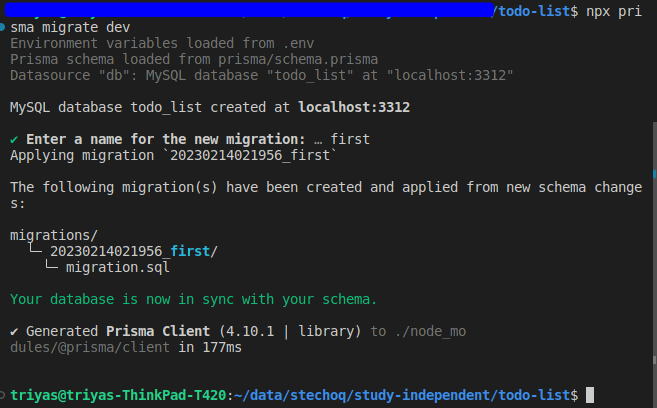 /todo-list$ npx pri
sma migrate dev
Environment variables loaded from .env
Prisma schema loaded from prisma/schema.prisma
Datasource "db": MySQL database "todo_list" at "localhost:3312"
MySQL database todo_list created at localhost:3312
✔ Enter a name for the new migration: … first
Applying migration `20230214021956_first`
The following migration(s) have been created and applied from new schema change
s:
migrations/
└─ 20230214021956_first/
└─ migration.sql
Your database is now in sync with your schema.
✔ Generated Prisma Client (4.10.1 | library) to ./node_mo
dules/@prisma/client in 177ms
triyas@triyas-ThinkPad-T420:~/data/stechoq/study-independent/todo-list$